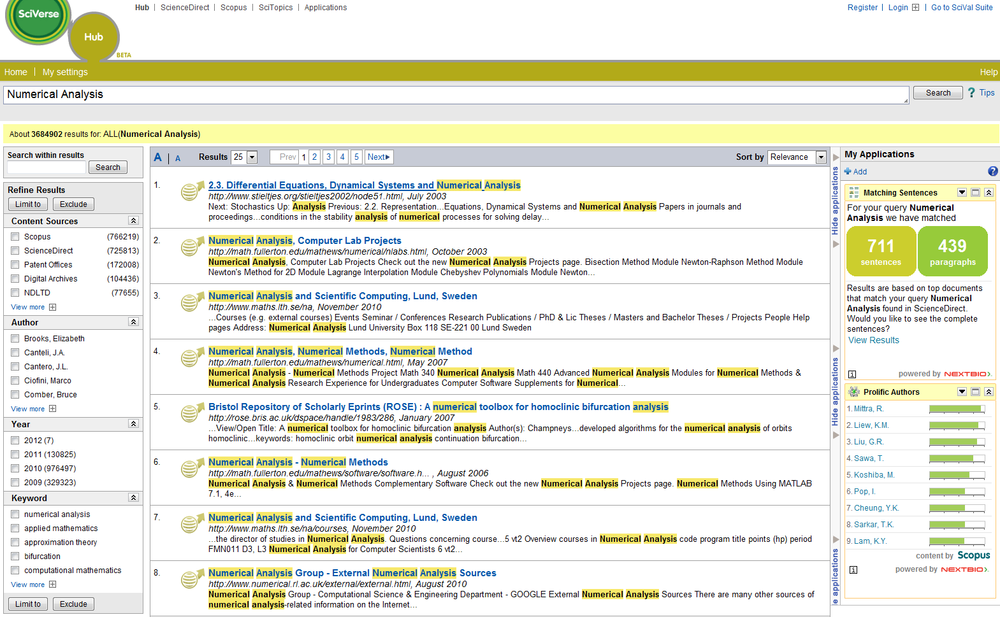 SciVerse
Hub
BETA
Hub | ScienceDirect | Scopus | SciTopics | Applications
Register | Login | Go to SciVal Suite
Home | My settings
Help
Numerical Analysis
Search
? Tips
About 3684902 results for: ALL(Numerical Analysis)
Search within results
Search
Refine Results
Limit to
Exclude
Content Sources
Scopus (766219)
ScienceDirect (725813)
Patent Offices (172008)
Digital Archives (104436)
NDLTD (77655)
View more
Author
Brooks, Elizabeth
Canteli, J.A.
Cantero, J.L.
Ciofini, Marco
Comber, Bruce
View more
Year
2012 (7)
2011 (130825)
2010 (976497)
2009 (329323)
Keyword
numerical analysis
applied mathematics
approximation theory
bifurcation
computational mathematics
View more
Limit to
Exclude
A | A Results 25 Prev 1 2 3 4 5 Next
Sort by Relevance
1. 2.3. Differential Equations, Dynamical Systems and Numerical Analysis
http://www.stieltjes.org/stieltjes2002/node51.html, July 2003
Next: Stochastics Up: Analysis Previous: 2.2. Representation...Equations, Dynamical Systems and Numerical Analysis Papers in journals and
proceedings...conditions in the stability analysis of numerical processes for solving delay...
2. Numerical Analysis, Computer Lab Projects
http://math.fullerton.edu/mathews/numerical/nlabs.html, October 2003
Numerical Analysis, Computer Lab Projects Check out the new Numerical Analysis Projects page. Bisection Method Module Newton-Raphson Method Module
Newton's Method for 2D Module Lagrange Interpolation Module Chebyshev Polynomials Module Newton...
3. Numerical Analysis and Scientific Computing, Lund, Sweden
http://www.maths.lth.se/na, November 2010
...Courses (e.g. external courses) Events Seminar / Conferences Research Publications / PhD & Lic Theses / Masters and Bachelor Theses / Projects People Help
pages Address: Numerical Analysis Lund University Box 118 SE-221 00 Lund Sweden
4. Numerical Analysis, Numerical Methods, Numerical Method
http://math.fullerton.edu/mathews/numerical.html, May 2007
Numerical Analysis - Numerical Methods Project Math 340 Numerical Analysis Math 440 Advanced Numerical Analysis Modules for Numerical Methods &
Numerical Analysis Research Experience for Undergraduates Computer Software Supplements for Numerical...
5. Bristol Repository of Scholarly Eprints (ROSE) : A numerical toolbox for homoclinic bifurcation analysis
http://rose.bris.ac.uk/dspace/handle/1983/286, January 2007
...View/Open Title: A numerical toolbox for homoclinic bifurcation analysis Author(s): Champneys...developed algorithms for the numerical analysis of orbits
homoclinic...keywords: homoclinic orbit numerical analysis continuation bifurcation...
6. Numerical Analysis - Numerical Methods
http://math.fullerton.edu/mathews/software/software.h... , August 2006
Numerical Analysis & Numerical Methods Complementary Software Check out the new Numerical Analysis Projects page. Numerical Methods Using MATLAB
7.1, 4e...
7. Numerical Analysis and Scientific Computing, Lund, Sweden
http://www.maths.lth.se/na/courses, November 2010
...the director of studies in Numerical Analysis. Questions concerning course...5 vt2 Overview courses in Numerical Analysis code program title points (hp) period
FMN011 D3, L3 Numerical Analysis for Computer Scientists 6 vt2...
8. Numerical Analysis Group - External Numerical Analysis Sources
http://www.numerical.rl.ac.uk/external/external.html, August 2010
Numerical Analysis Group - Computational Science & Engineering Department - GOOGLE External Numerical Analysis Sources There are many other sources of
numerical analysis-related information on the Internet...
Hide applications
Hide applications
e applications
My Applications
Add
?
Matching Sentences
For your query Numerical
Analysis we have matched
711
sentences
439
paragraphs
Results are based on top documents
that match your query Numerical
Analysis found in ScienceDirect.
Would you like to see the complete
sentences?
View Results
i powered by NEXTBIO
Prolific Authors
1. Mittra, R.
2. Liew, K.M.
3. Liu, G.R.
4. Sawa, T.
5. Koshiba, M.
6. Pop, I.
7. Cheung, Y.K.
8. Sarkar, T.K.
9. Lam, K.Y.
content by Scopus
i powered by NEXTBIO